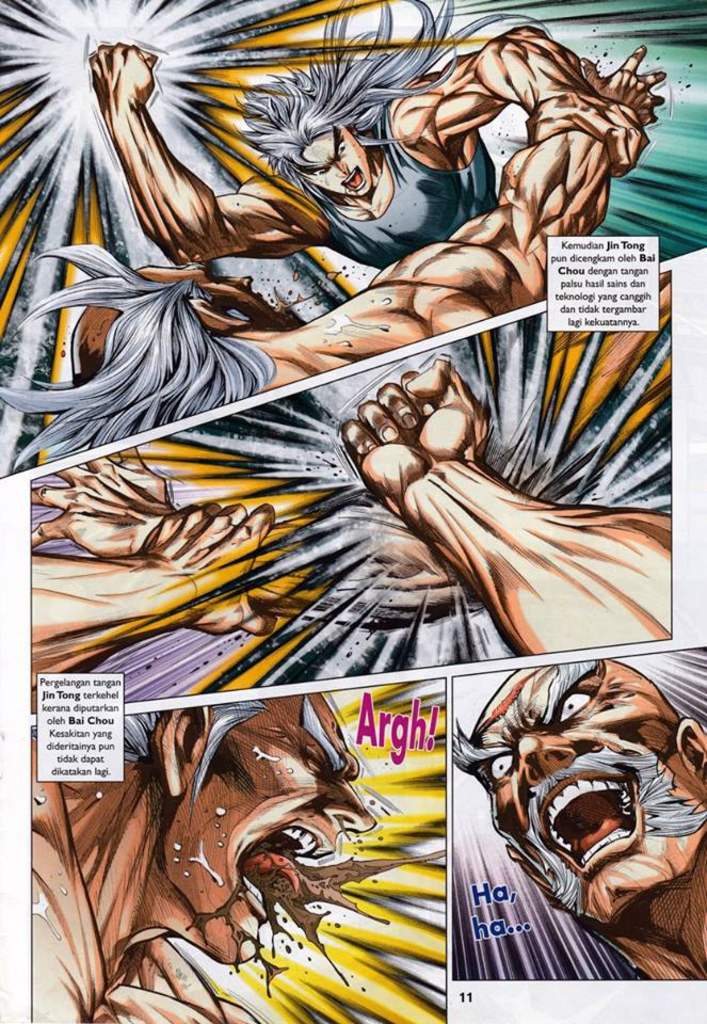 Kemudian Jin Tong
pun dicengkam oleh Bai
Chou dengan tangan
palsu hasil sains dan
teknologi yang canggih
dan tidak tergambar
lagi kekuatannya.
Pergelangan tangan
Jin Tong terkehel
kerana diputarkan
oleh Bai Chou
Kesakitan yang
dideritainya pun
tidak dapat
dikatakan lagi.
Argh!
Ha,
ha...
11